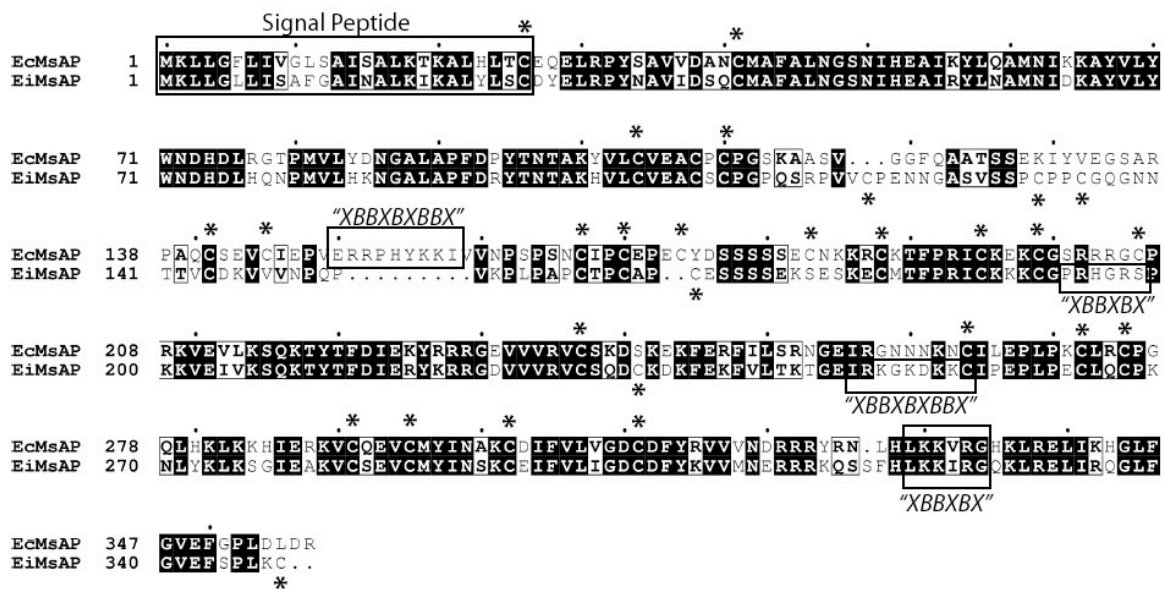 Signal Peptide
* *
EcMsAP 1 MKLLGFLIVGLSAISALKTKALHLTCEQELRPYSAVVDANCMAFALNGSNIHEAIKYLQAMNIKKAYVLY
EiMsAP 1 MKLLGLLISAFGAINALKIKALYLSCDYELRPYNAVIDSQCMAFALNGSNIHEAIRYLNAMNIDKAYVLY
* *
EcMsAP 71 WNDHDLRGTPMVLYDNGALAPFDPYTNTAKYVLCVEACPCPGSKAASV...GGFQAATSSEKIYVEGSAR
EiMsAP 71 WNDHDLHQNPMVLHKNGALAPFDRYTNTAKHVLCVEACSCPGPQSRPVVCPENNGASVSSPCPPCGQGNN
* * *
"XBBXBXBBX"
* * * * * * * * *
EcMsAP 138 PAQCSEVCIEPVERRPHYKKIVVNPSPSNCIPCEPECYDSSSSSECNKKRCKTFPRICKEKCGSRRRGCP
EiMsAP 141 TTVCDKVVVNPQP.........VKPLPAPCTPCAP..CESSSSEKSESKECMTFPRICKKKCGPRHGRSP
*
"XBBXBX"
* * * *
EcMsAP 208 RKVEVLKSQKTYTFDIEKYRRRGEVVVRVCSKDSKEKFERFILSRNGEIRGNNNKNCILEPLPKCLRCPG
EiMsAP 200 KKVEIVKSQKTYTFDIERYKRRGDVVVRVCSQDCKDKFEKFVLTKTGEIRKGKDKKCIPEPLPECLQCPK
*
"XBBXBXBBX"
* * * *
EcMsAP 278 QLHKLKKHIERKVCQEVCMYINAKCDIFVLVGDCDFYRVVVNDRRRYRN.LHLKKVRGHKLRELIKHGLF
EiMsAP 270 NLYKLKSGIEAKVCSEVCMYINSKCEIFVLIGDCDFYKVVMNERRRKQSSFHLKKIRGQKLRELIRQGLF
"XBBXBX"
EcMsAP 347 GVEFGPLDLDR
EiMsAP 340 GVEFSPLKC..
*